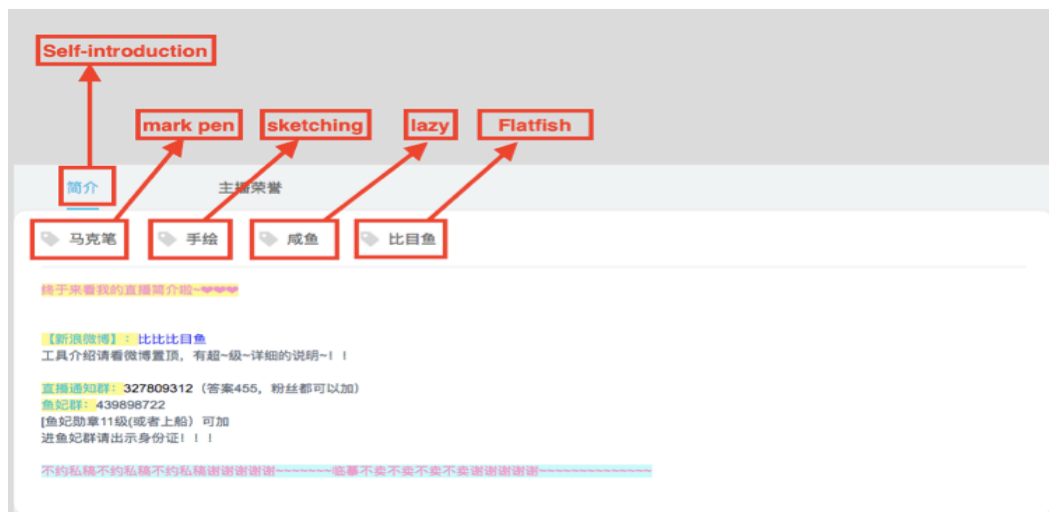 Self-introduction
mark pen sketching lazy Flatfish
简介 主播荣誉
马克笔 手绘 咸鱼 比目鱼
终于来看我的直播简介啦~❤❤❤
【新浪微博】：比比比目鱼
工具介绍请看微博置顶，有超~级~详细的说明~！！
直播通知群：327809312（答案455，粉丝都可以加）
鱼妃群：439898722
[鱼妃勋章11级(或者上船）可加
进鱼妃群请出示身份证！！！
不约私稿不约私稿不约私稿谢谢谢谢谢~~~~~~~临摹不卖不卖不卖不卖谢谢谢谢谢~~~~~~~~~~~~~~